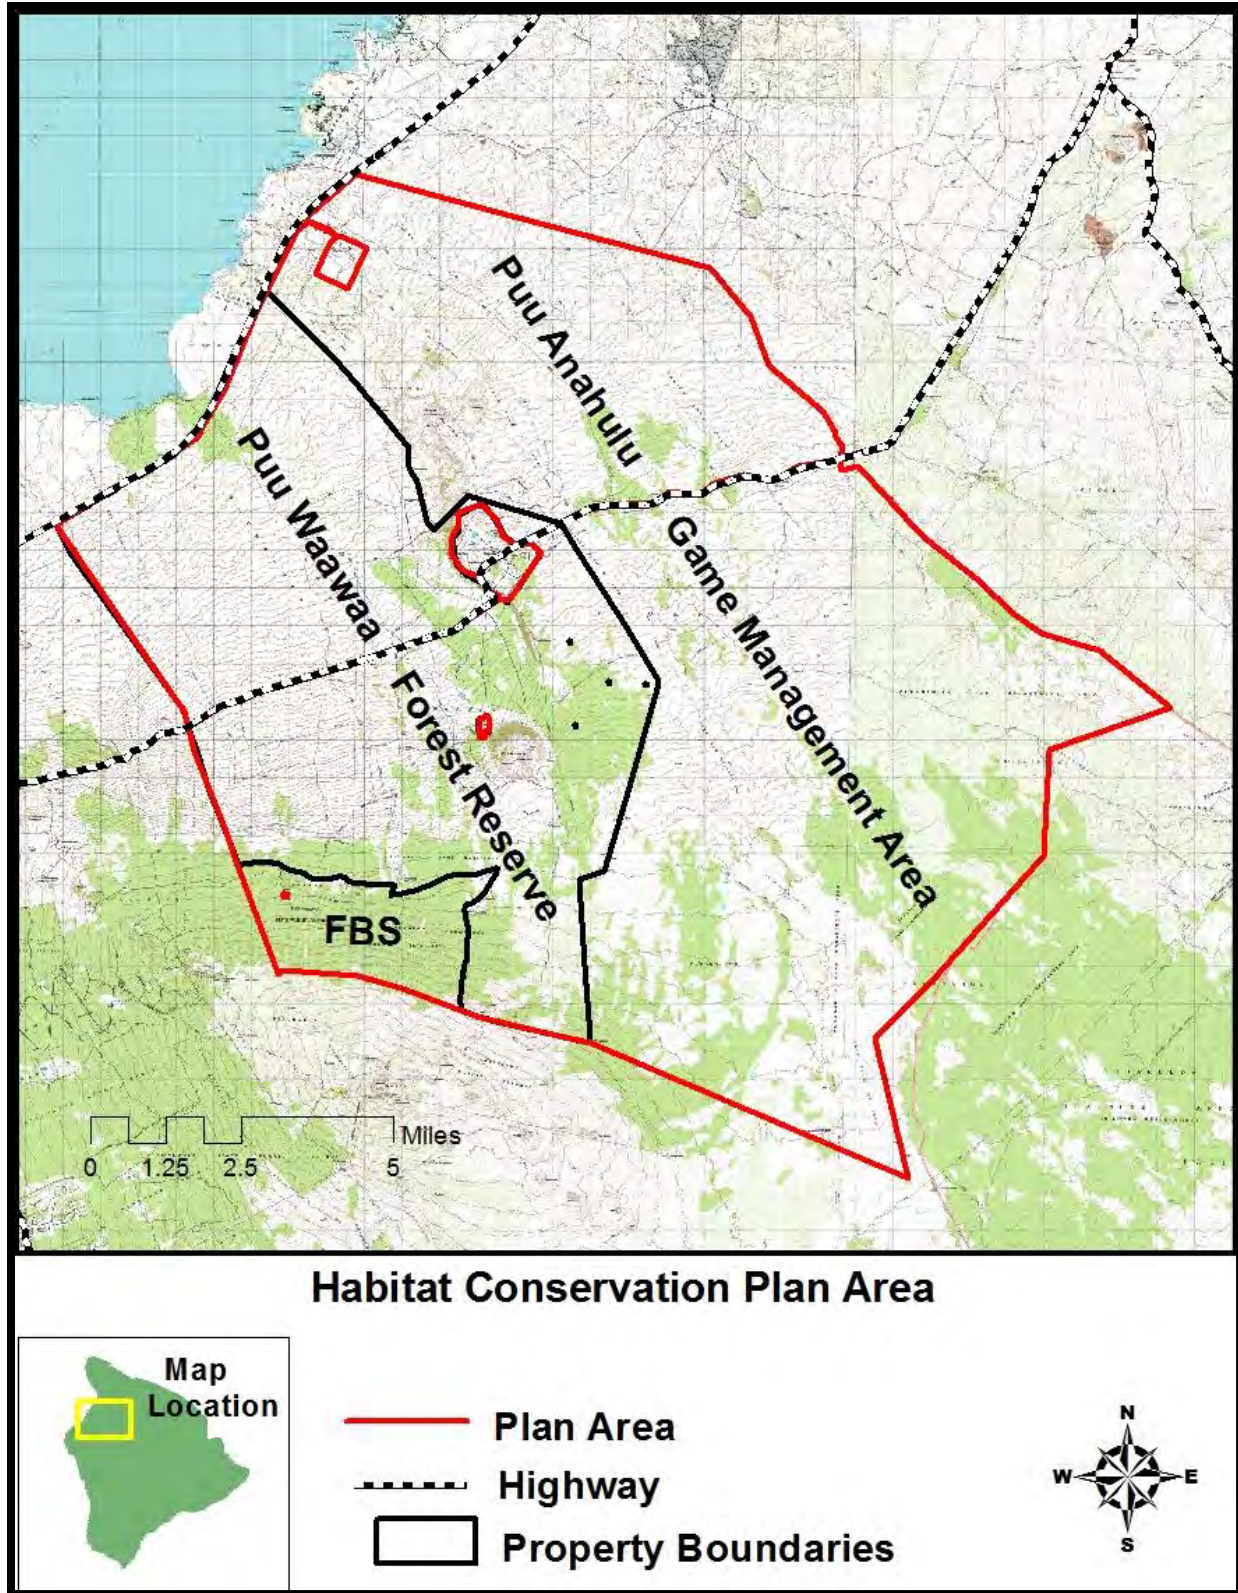 Puu Anahulu
Game Management Area
Puu Waawaa
Forest Reserve
FBS
Miles
0 1.25 2.5 5
Habitat Conservation Plan Area
Map
Location
Plan Area
Highway
Property Boundaries
N
W E
S